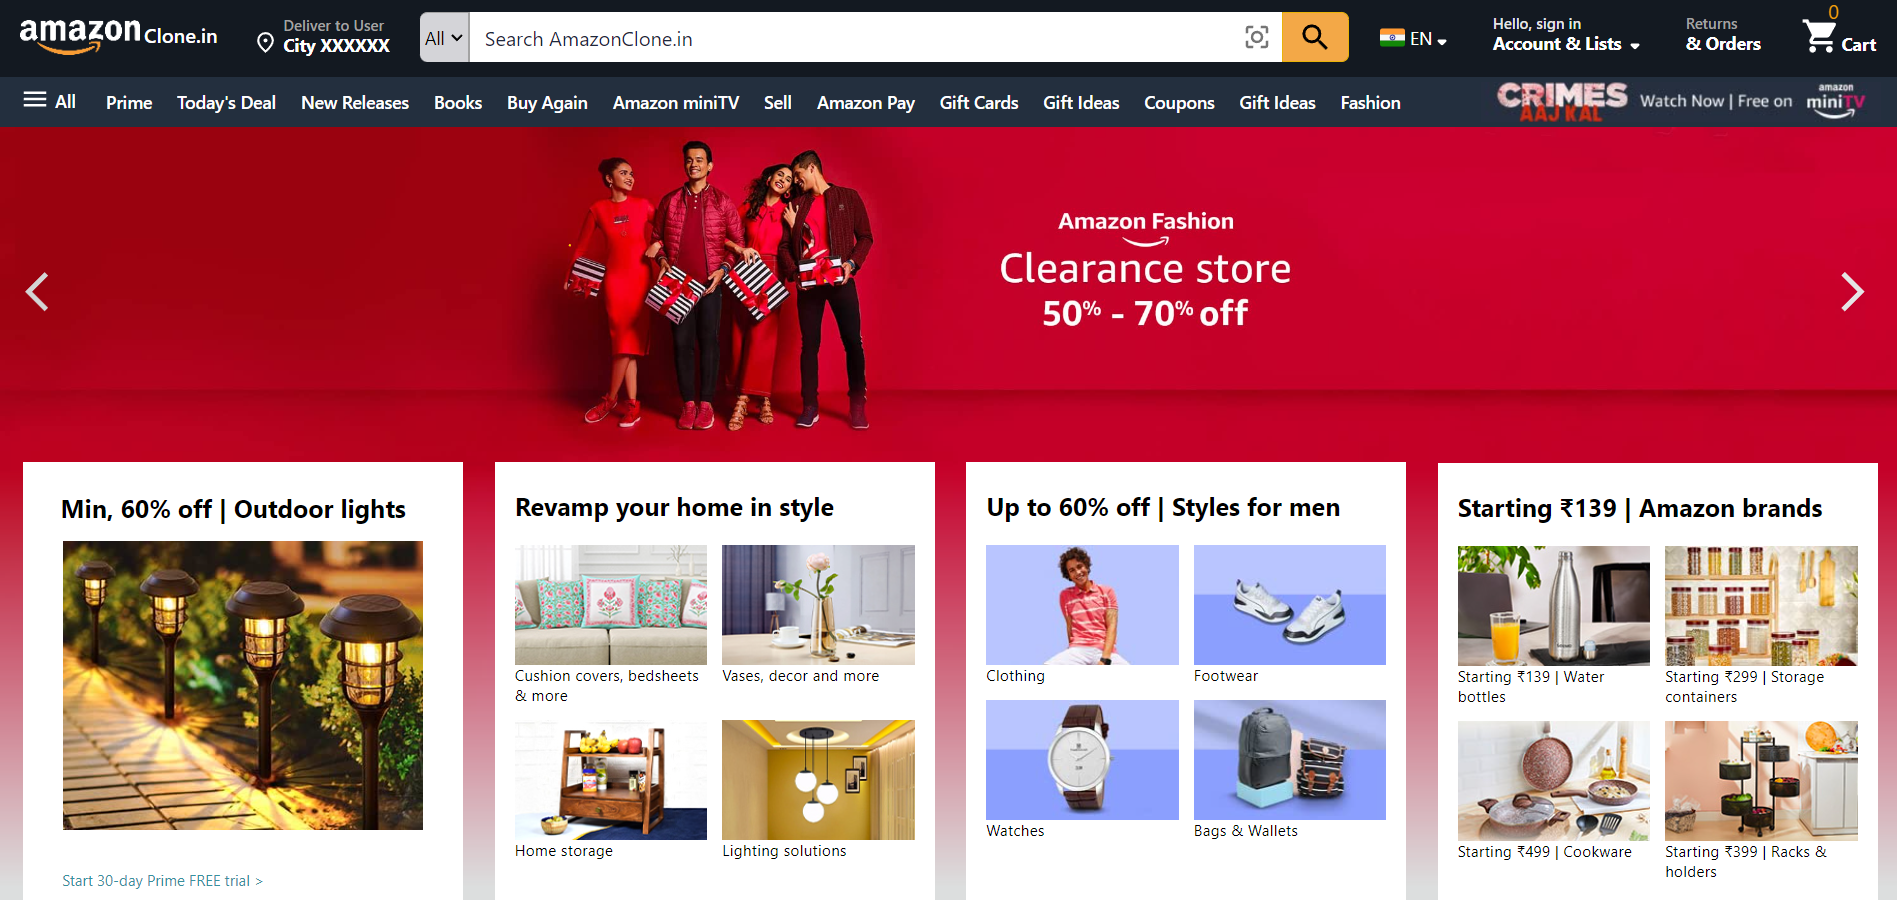 amazon Clone.in
Deliver to User
City XXXXXX
All
Search AmazonClone.in
EN
Hello, sign in
Account & Lists
Returns
& Orders
0
Cart
All Prime Today's Deal New Releases Books Buy Again Amazon miniTV Sell Amazon Pay Gift Cards Gift Ideas Coupons Gift Ideas Fashion
CRIMES
AAJ KAL
Watch Now | Free on
amazon
miniTV
Amazon Fashion
Clearance store
50% - 70% off
Min, 60% off | Outdoor lights
Start 30-day Prime FREE trial >
Revamp your home in style
Cushion covers, bedsheets
& more
Vases, decor and more
Home storage
Lighting solutions
Up to 60% off | Styles for men
Clothing
Footwear
Watches
Bags & Wallets
Starting ₹139 | Amazon brands
Starting ₹139 | Water
bottles
Starting ₹299 | Storage
containers
Starting ₹499 | Cookware
Starting ₹399 | Racks &
holders